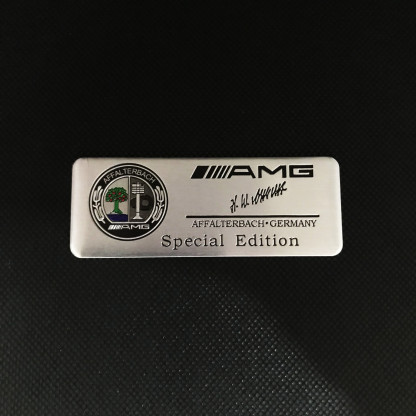 AFFALTERBACH
AMG
AMG
AFFALTERBACH•GERMANY
Special Edition